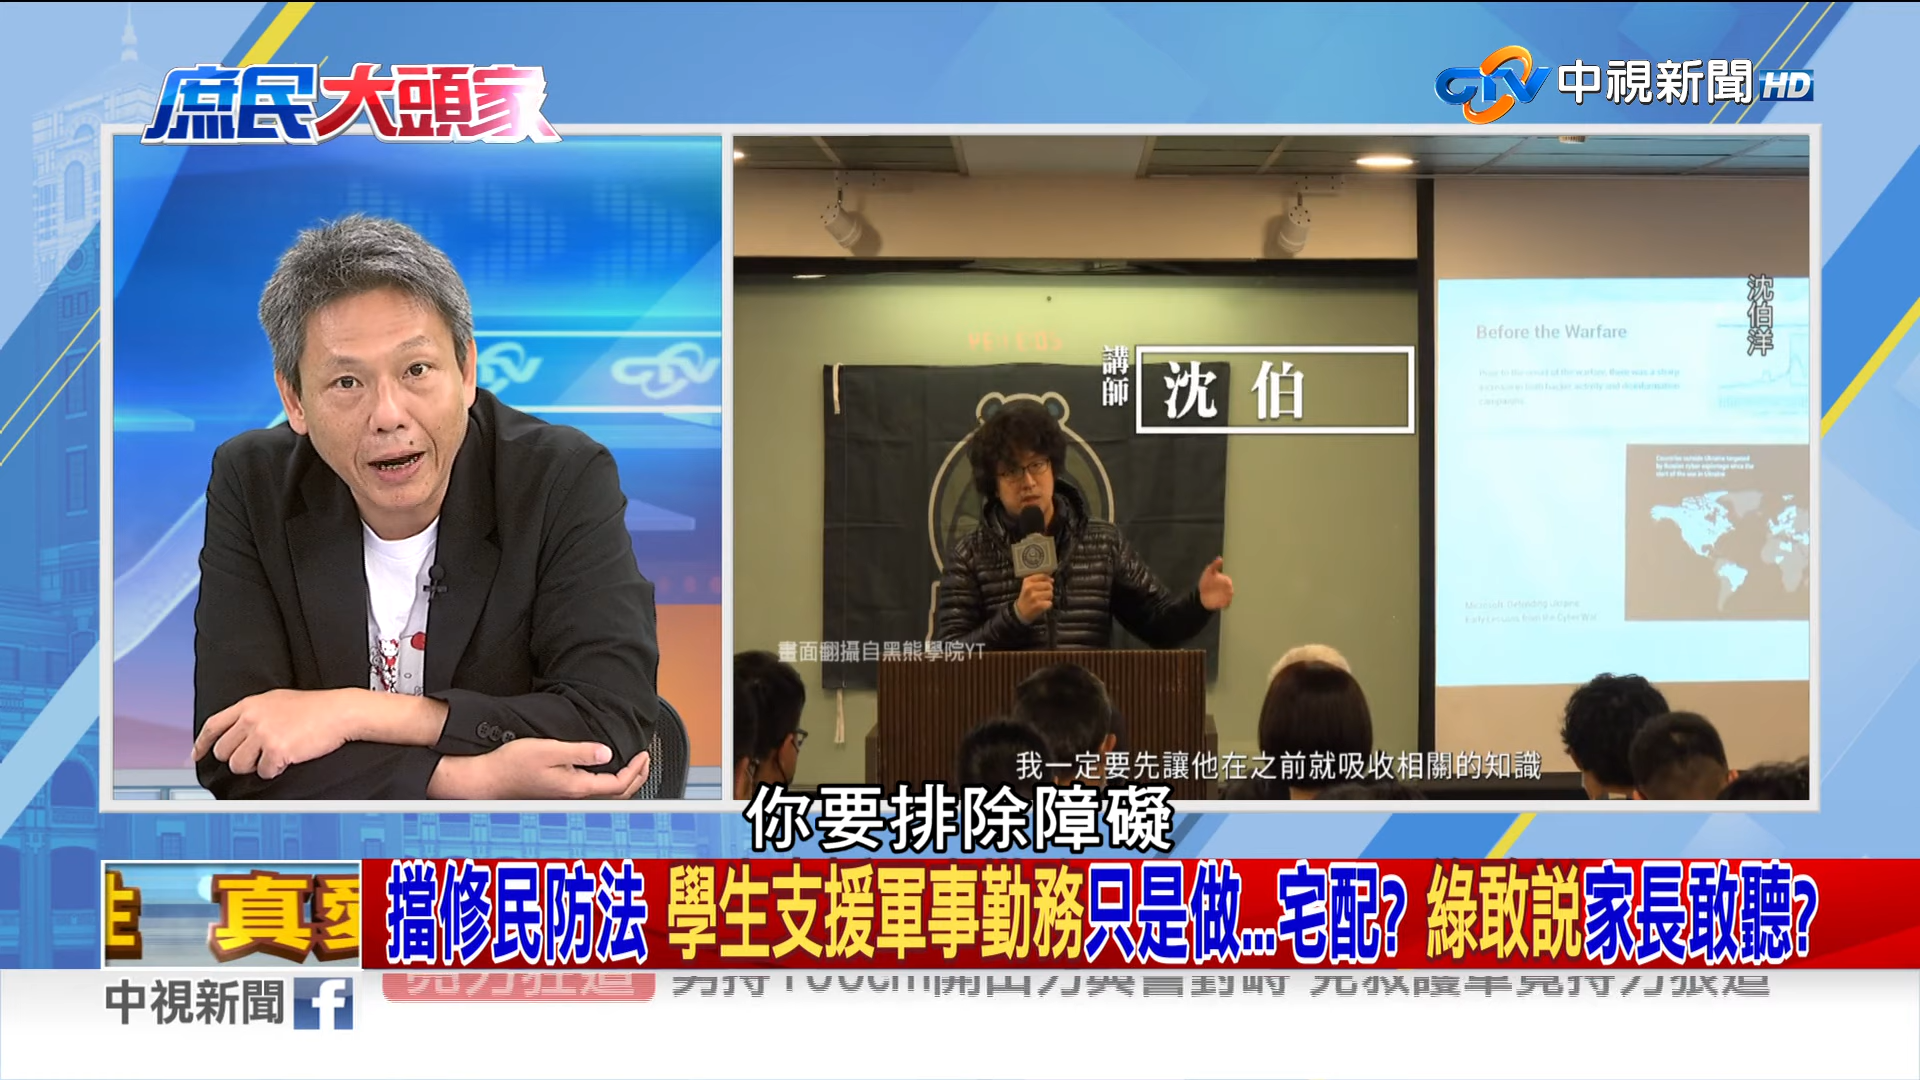 庶民大頭家
CTV 中視新聞 HD
沈伯洋
Before the Warfare
講師 沈伯
畫面翻攝自黑熊學院YT
我一定要先讓他在之前就吸收相關的知識
你要排除障礙
擋修民防法 學生支援軍事勤務只是做...宅配? 綠敢説家長敢聽?
真愛
中視新聞